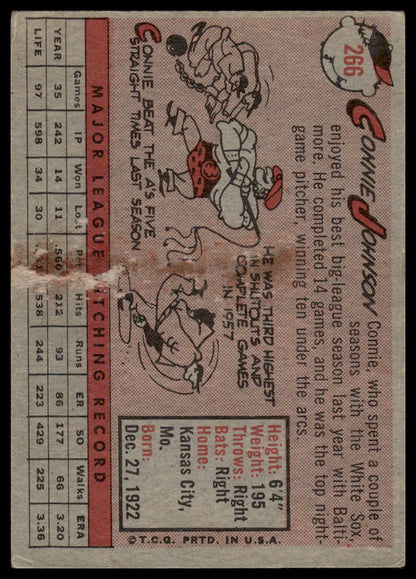 266
CONNIE JOHNSON
Connie, who spent a couple of
seasons with the White Sox,
enjoyed his best big-league season last year with Balti-
more. He completed 14 games, and he was the top night-
game pitcher, winning ten under the arcs.
CONNIE BEAT THE A'S FIVE
STRAIGHT TIMES LAST SEASON
HE WAS THIRD HIGHEST
IN SHUTOUTS AND
COMPLETE GAMES
IN 1957
Height: 6'4"
Weight: 195
Throws: Right
Bats: Right
Home:
Kansas City,
Mo.
Born:
Dec. 27, 1922
MAJOR LEAGUE PITCHING RECORD
Games IP Won Lost Hits Runs ER SO Walks ERA
YEAR 35 242 14 11 .560 212 93 86 177 66 3.20
LIFE 97 598 34 30 538 244 223 429 225 3.36
©T.C.G. PRTD. IN U.S.A.